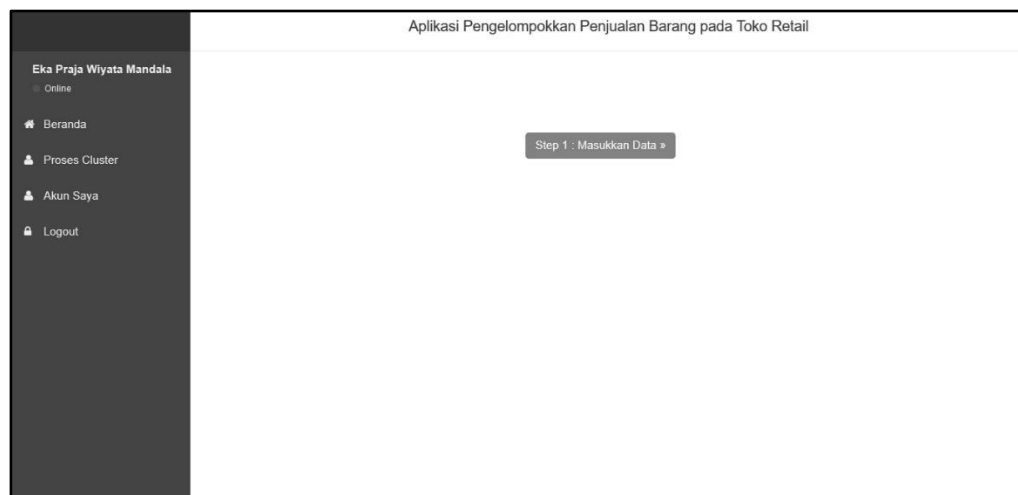 Aplikasi Pengelompokkan Penjualan Barang pada Toko Retail
Eka Praja Wiyata Mandala
Online
Beranda
Proses Cluster
Akun Saya
Logout
Step 1 : Masukkan Data »